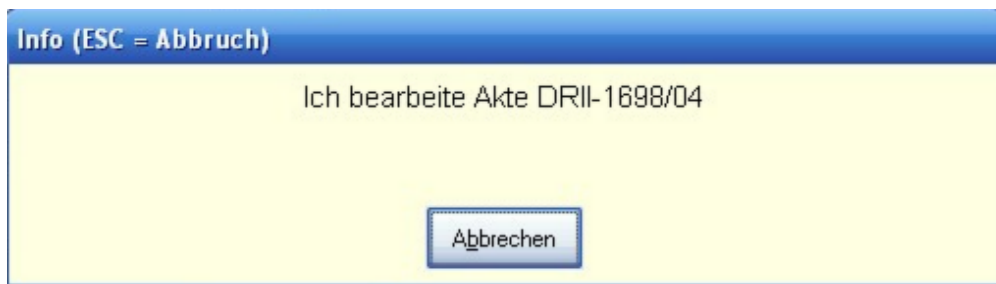 Info (ESC = Abbruch)
Ich bearbeite Akte DRII-1698/04
Abbrechen